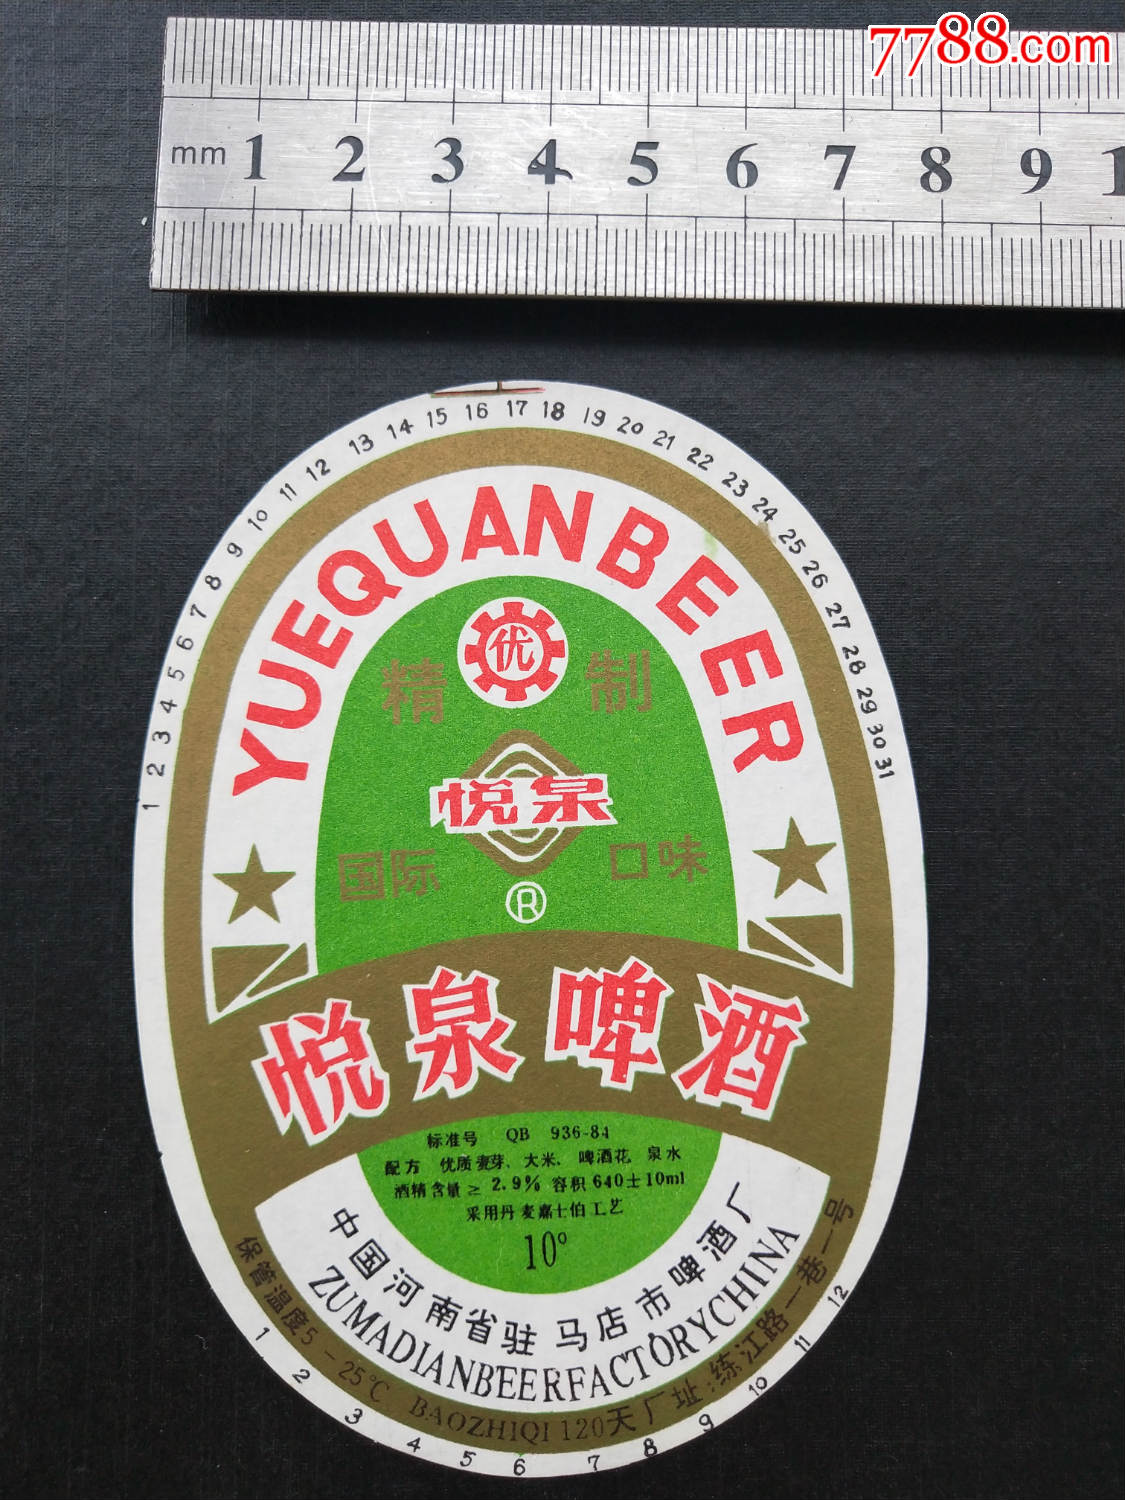 7788.com
mm 1 2 3 4 5 6 7 8 9 1
1 2 3 4 5 6 7 8 9 10 11 12 13 14 15 16 17 18 19 20 21 22 23 24 25 26 27 28 29 30 31
YUEQUANBEER
优
精 制
悦泉
国际 口味
®
悦泉啤酒
标准号 QB 936-84
配方 优质麦芽、大米、啤酒花 泉水
酒精含量≥2.9% 容积640±10ml
采用丹麦嘉士伯工艺
10°
中国河南省驻马店市啤酒厂
ZUMADIANBEERFACTORYCHINA
保管温度5-25℃ BAOZHIQI 120天 厂址:练江路一巷一号
1 2 3 4 5 6 7 8 9 10 11 12